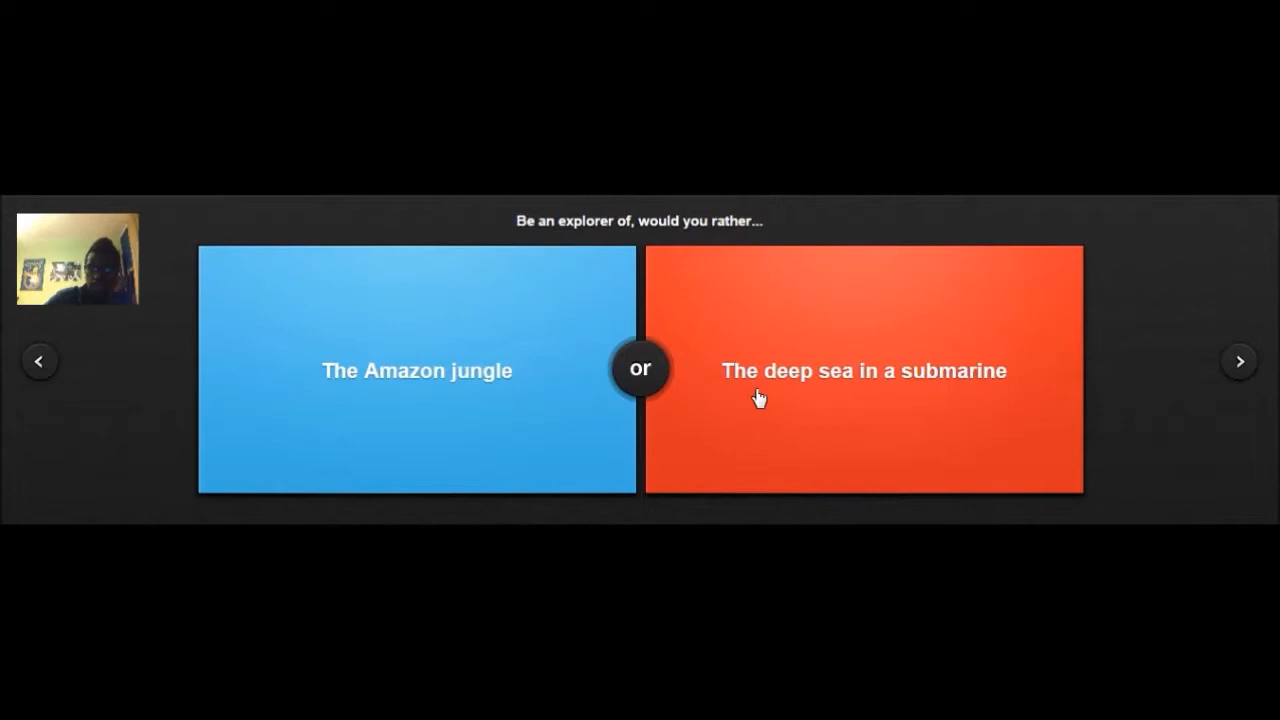 Be an explorer of, would you rather...
The Amazon jungle
or
The deep sea in a submarine